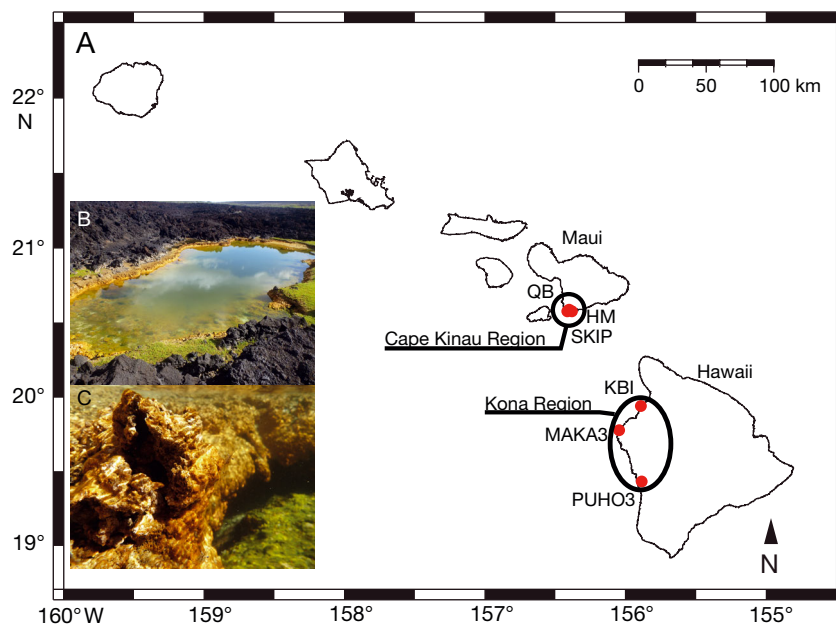 A
0 50 100 km
22°
N
B
21°
Maui
QB
HM
SKIP
Cape Kinau Region
20°
C
Hawaii
KBI
Kona Region
MAKA3
PUHO3
19°
N
160°W 159° 158° 157° 156° 155°